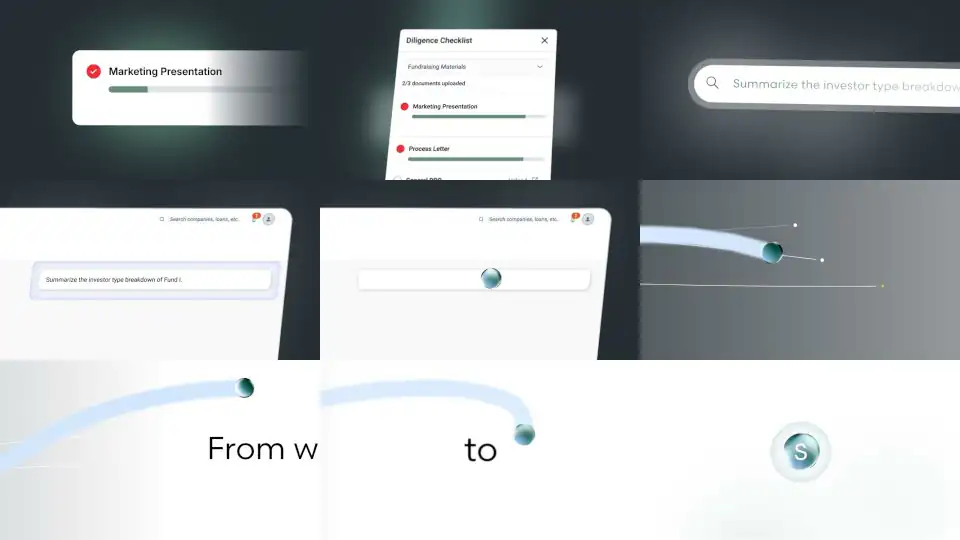 Marketing Presentation
Diligence Checklist
Fundraising Materials
2/3 documents uploaded
Marketing Presentation
Process Letter
Summarize the investor type breakdow
Search companies, loans, etc.
Summarize the investor type breakdown of Fund I.
Search companies, loans, etc.
From w
to
S